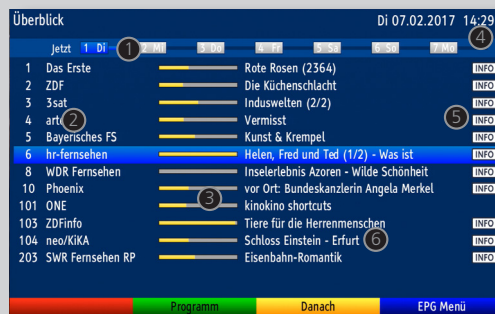 Überblick Di 07.02.2017 14:29
Jetzt 1 Di 2 Mi 3 Do 4 Fr 5 Sa 6 So 7 Mo
1 Das Erste Rote Rosen (2364) INFO
2 ZDF Die Küchenschlacht INFO
3 3sat Induswelten (2/2) INFO
4 arte Vermisst INFO
5 Bayerisches FS Kunst & Krempel INFO
6 hr-fernsehen Helen, Fred und Ted (1/2) - Was ist INFO
8 WDR Fernsehen Inselerlebnis Azoren - Wilde Schönheit INFO
10 Phoenix vor Ort: Bundeskanzlerin Angela Merkel INFO
101 ONE kinokino shortcuts
103 ZDFinfo Tiere für die Herrenmenschen INFO
104 neo/KiKA Schloss Einstein - Erfurt INFO
203 SWR Fernsehen RP Eisenbahn-Romantik INFO
Programm Danach EPG Menü
1
2
3
4
5
6